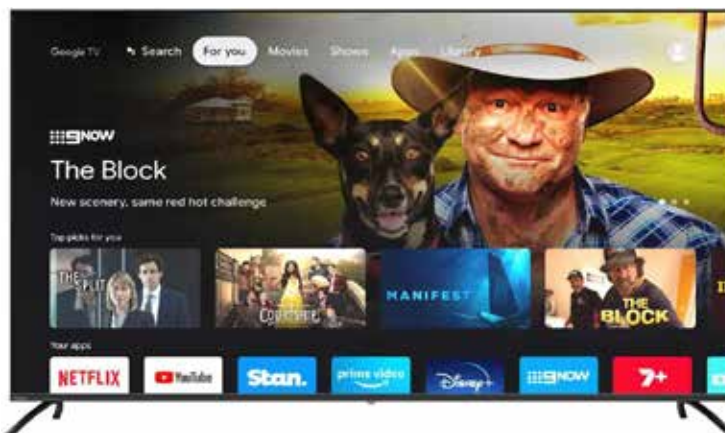 Google TV Search For you Movies Shows Apps Library
9NOW
The Block
New scenery, same red hot challenge
Top picks for you
THE SPLIT
COURTSHIP
MANIFEST
THE BLOCK
Your apps
NETFLIX YouTube Stan. prime video Disney+ 9NOW 7+